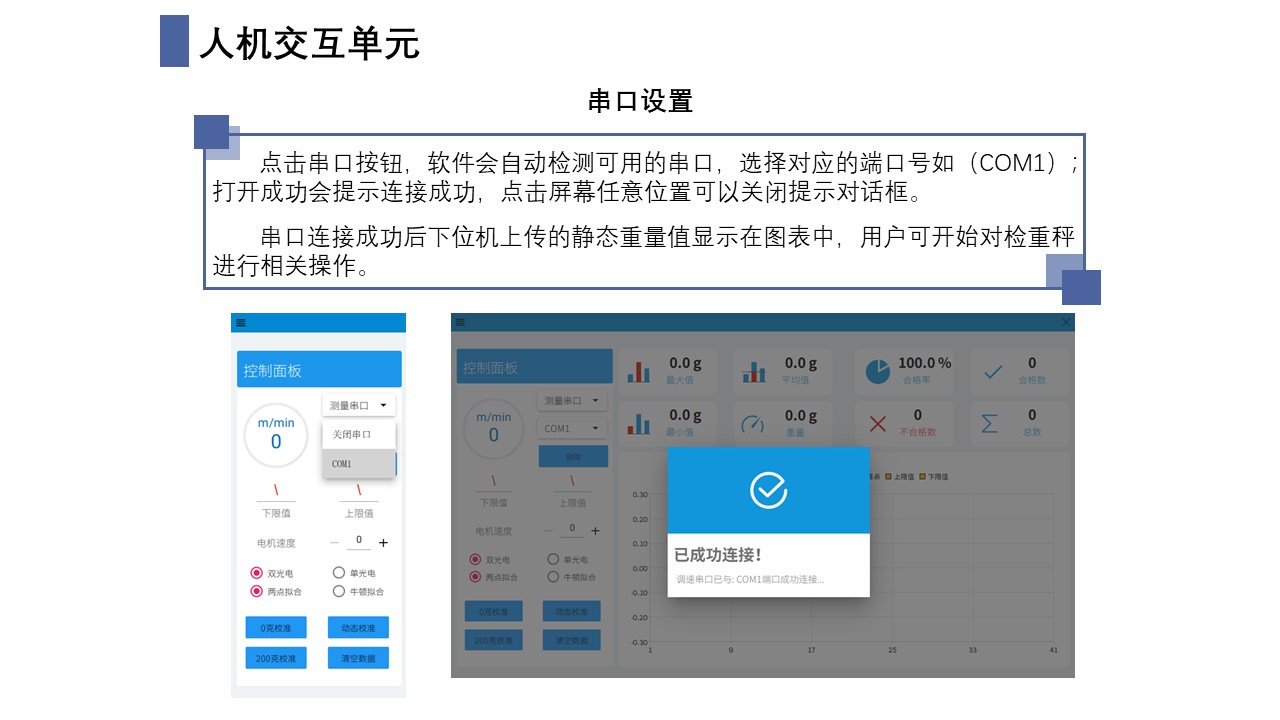 人机交互单元
串口设置
点击串口按钮，软件会自动检测可用的串口，选择对应的端口号如（COM1）;
打开成功会提示连接成功，点击屏幕任意位置可以关闭提示对话框。
串口连接成功后下位机上传的静态重量值显示在图表中，用户可开始对检重秤
进行相关操作。
控制面板
测量串口
m/min
0
关闭串口
COM1
\ \
下限值 上限值
电机速度 — 0 +
双光电 单光电
两点拟合 牛顿拟合
0克校准 动态校准
200克校准 清空数据
控制面板
测量串口
m/min
0
COM1
启动
\ \
下限值 上限值
电机速度 — 0 +
双光电 单光电
两点拟合 牛顿拟合
0克校准 动态校准
200克校准 清空数据
0.0 g 0.0 g 100.0 % 0
最大值 平均值 合格率 合格数
0.0 g 0.0 g 0 0
最小值 重量 不合格数 总数
上限值 下限值
已成功连接!
调速串口已与: COM1端口成功连接...
0.30
0.20
0.10
0.00
-0.10
-0.20
-0.30
1 9 17 25 33 41